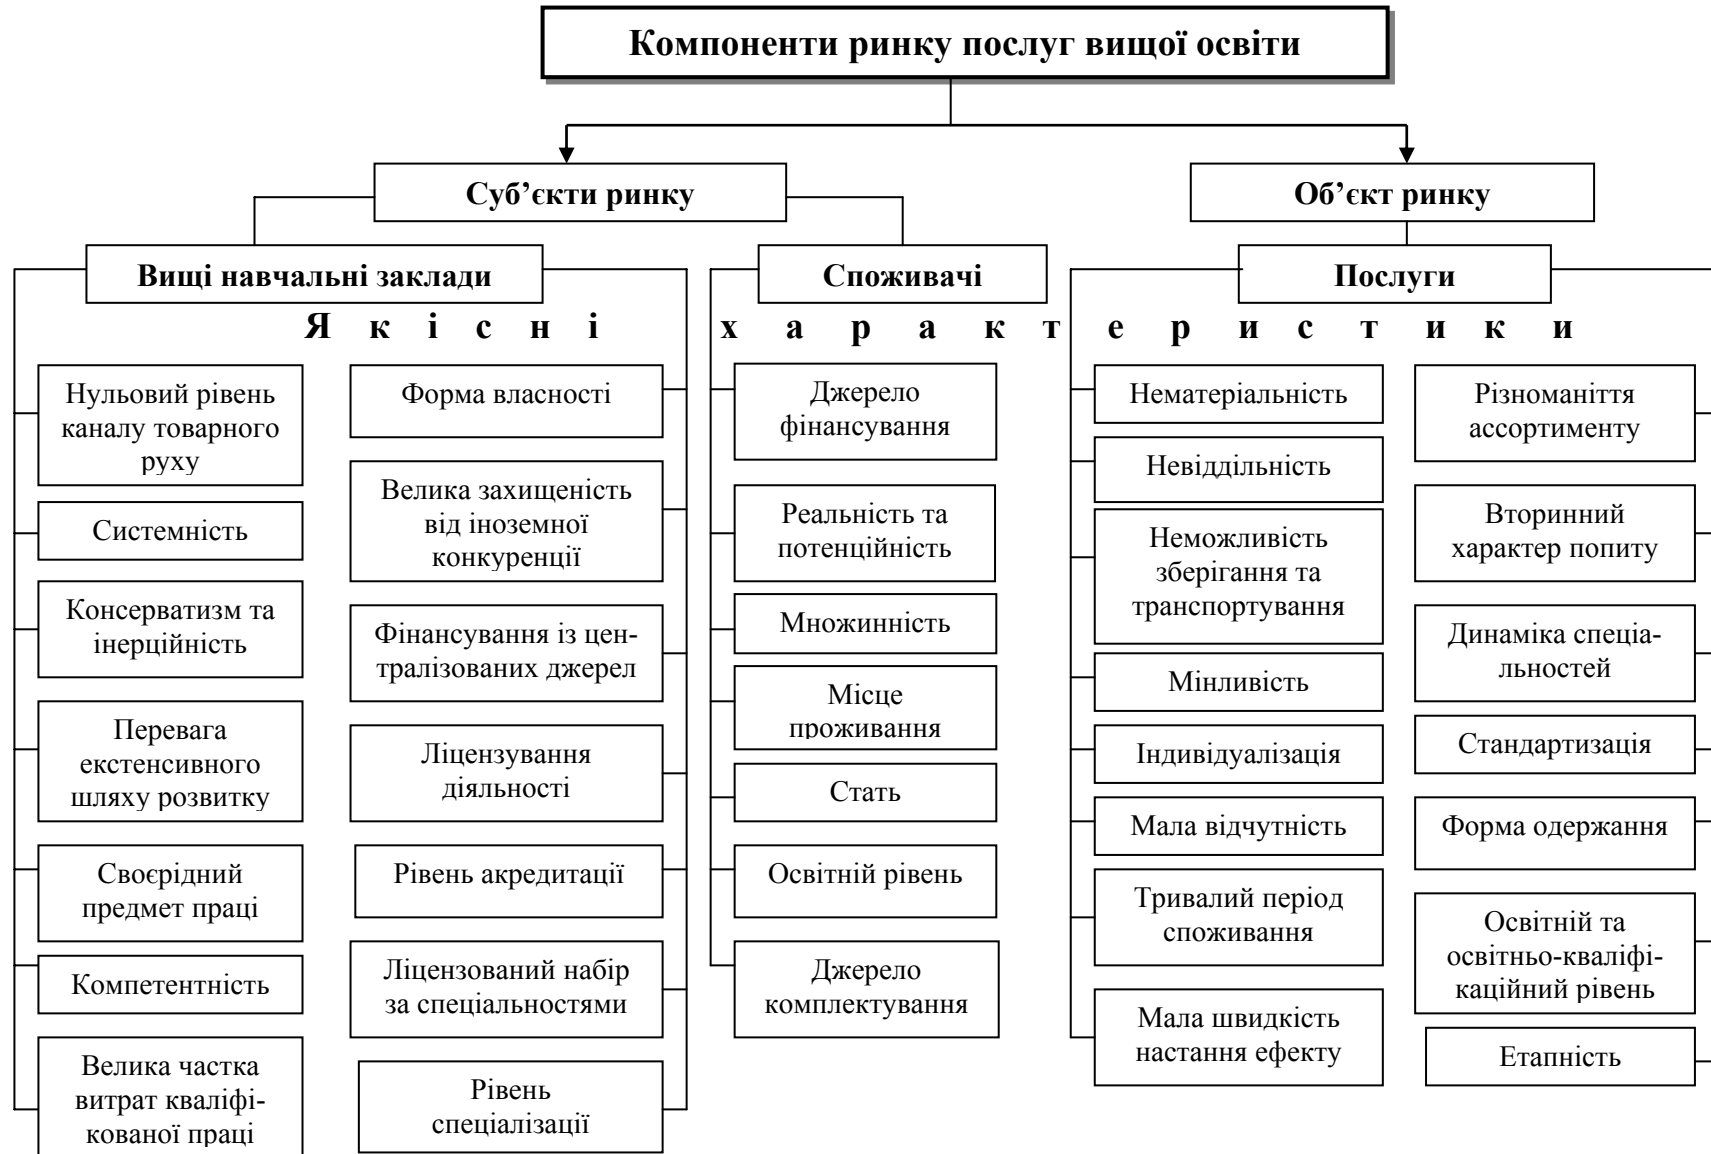 Компоненти ринку послуг вищої освіти
Суб’єкти ринку
Об’єкт ринку
Вищі навчальні заклади
Споживачі
Послуги
Я к і с н і х а р а к т е р и с т и к и
Нульовий рівень
каналу товарного
руху
Системність
Консерватизм та
інерційність
Перевага
екстенсивного
шляху розвитку
Своєрідний
предмет праці
Компетентність
Велика частка
витрат кваліфі-
кованої праці
Форма власності
Велика захищеність
від іноземної
конкуренції
Фінансування із цен-
тралізованих джерел
Ліцензування
діяльності
Рівень акредитації
Ліцензований набір
за спеціальностями
Рівень
спеціалізації
Джерело
фінансування
Реальність та
потенційність
Множинність
Місце
проживання
Стать
Освітній рівень
Джерело
комплектування
Нематеріальність
Невіддільність
Неможливість
зберігання та
транспортування
Мінливість
Індивідуалізація
Мала відчутність
Тривалий період
споживання
Мала швидкість
настання ефекту
Різноманіття
ассортименту
Вторинний
характер попиту
Динаміка спеціа-
льностей
Стандартизація
Форма одержання
Освітній та
освітньо-кваліфі-
каційний рівень
Етапність